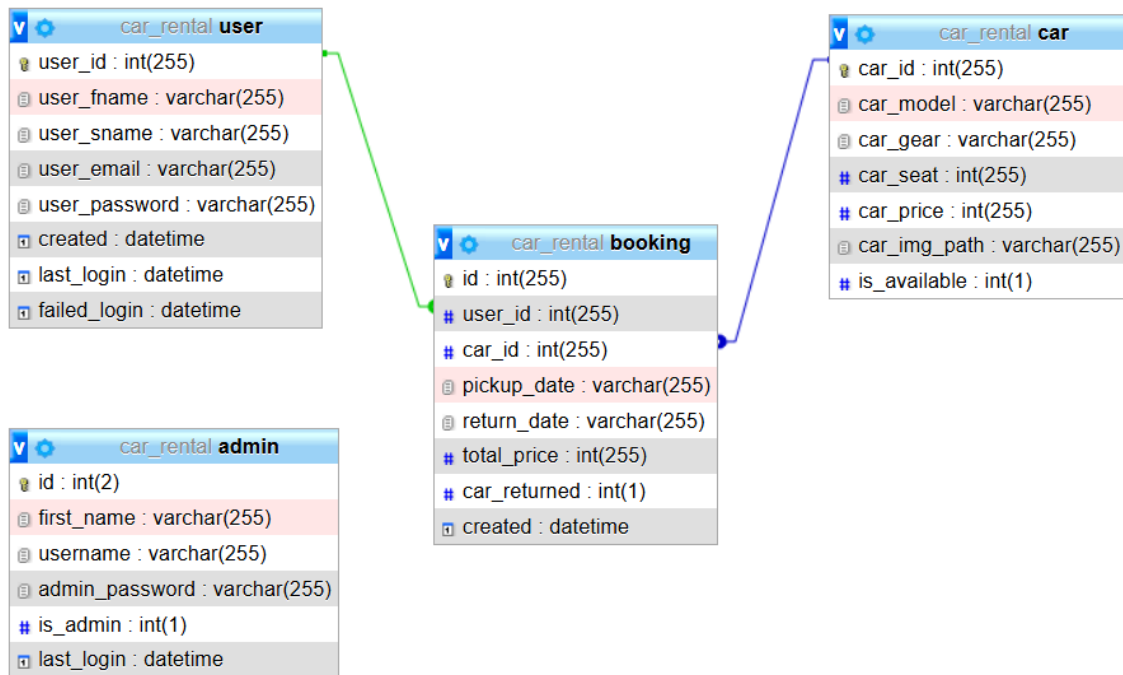 car_rental user
user_id : int(255)
user_fname : varchar(255)
user_sname : varchar(255)
user_email : varchar(255)
user_password : varchar(255)
created : datetime
last_login : datetime
failed_login : datetime
car_rental car
car_id : int(255)
car_model : varchar(255)
car_gear : varchar(255)
car_seat : int(255)
car_price : int(255)
car_img_path : varchar(255)
is_available : int(1)
car_rental booking
id : int(255)
user_id : int(255)
car_id : int(255)
pickup_date : varchar(255)
return_date : varchar(255)
total_price : int(255)
car_returned : int(1)
created : datetime
car_rental admin
id : int(2)
first_name : varchar(255)
username : varchar(255)
admin_password : varchar(255)
is_admin : int(1)
last_login : datetime